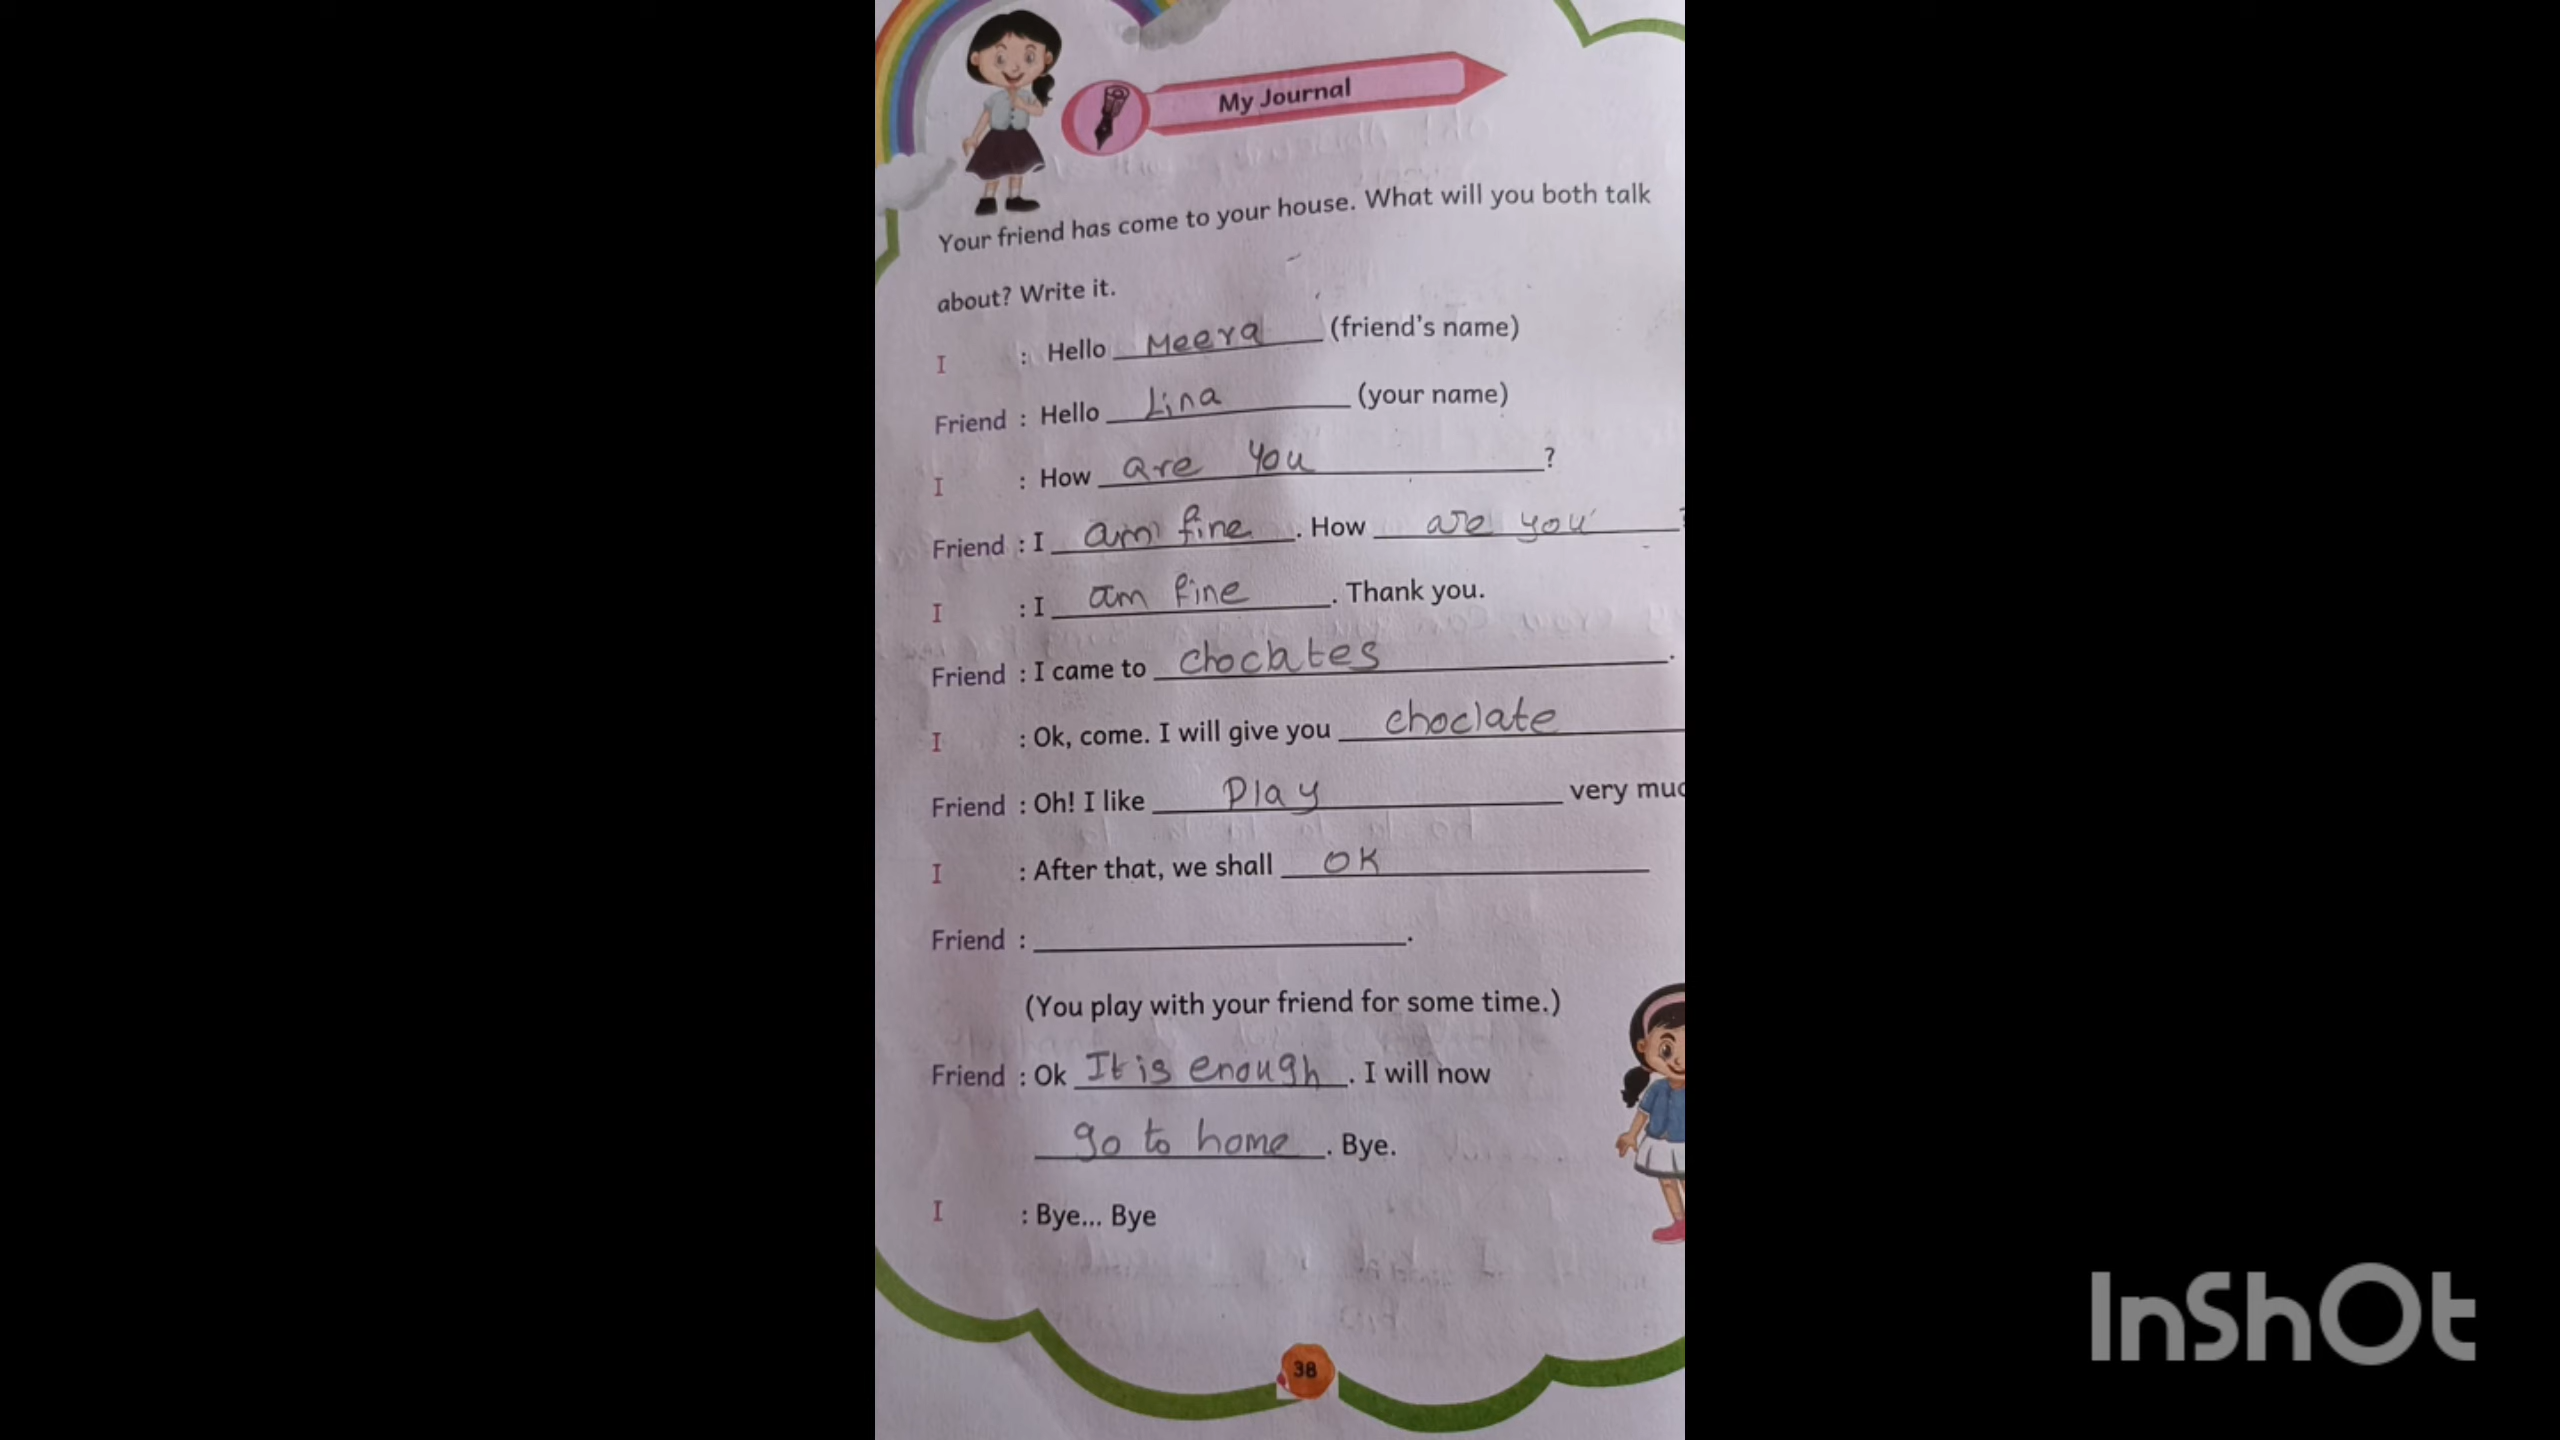 My Journal
Your friend has come to your house. What will you both talk
about? Write it.
I : Hello Meera (friend's name)
Friend : Hello Lina (your name)
I : How are You ?
Friend : I am fine. How are you ?
I : I am fine. Thank you.
Friend : I came to choclates.
I : Ok, come. I will give you choclate
Friend : Oh! I like Play very muc
I : After that, we shall OK
Friend : .
(You play with your friend for some time.)
Friend : Ok It is enough. I will now
go to home. Bye.
I : Bye... Bye
38
InShOt